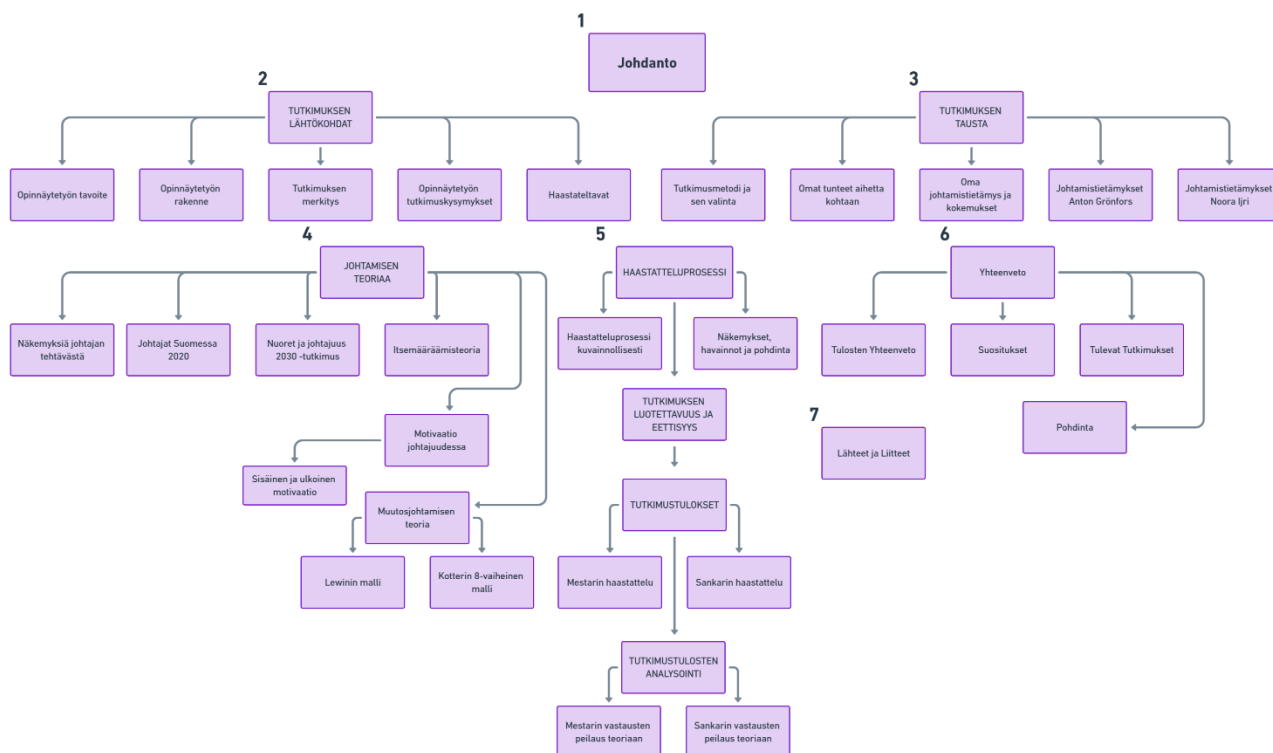 1
Johdanto
2
TUTKIMUKSEN
LÄHTÖKOHDAT
Opinnäytetyön tavoite
Opinnäytetyön
rakenne
Tutkimuksen
merkitys
Opinnäytetyön
tutkimuskysymykset
Haastateltavat
3
TUTKIMUKSEN
TAUSTA
Tutkimusmetodi ja
sen valinta
Omat tunteet aihetta
kohtaan
Oma
johtamistietämys ja
kokemukset
Johtamistietämykset
Anton Grönfors
Johtamistietämykset
Noora Ijri
4
JOHTAMISEN
TEORIAA
Näkemyksiä johtajan
tehtävästä
Johtajat Suomessa
2020
Nuoret ja johtajuus
2030 -tutkimus
Itsemääräämisteoria
Motivaatio
johtajuudessa
Sisäinen ja ulkoinen
motivaatio
Muutosjohtamisen
teoria
Lewinin malli
Kotterin 8-vaiheinen
malli
5
HAASTATTELUPROSESSI
Haastatteluprosessi
kuvainnollisesti
Näkemykset,
havainnot ja pohdinta
TUTKIMUKSEN
LUOTETTAVUUS JA
EETTISYYS
TUTKIMUSTULOKSET
Mestarin haastattelu
Sankarin haastattelu
TUTKIMUSTULOSTEN
ANALYSOINTI
Mestarin vastausten
peilaus teoriaan
Sankarin vastausten
peilaus teoriaan
6
Yhteenveto
Tulosten Yhteenveto
Suositukset
Tulevat Tutkimukset
Pohdinta
7
Lähteet ja Liitteet